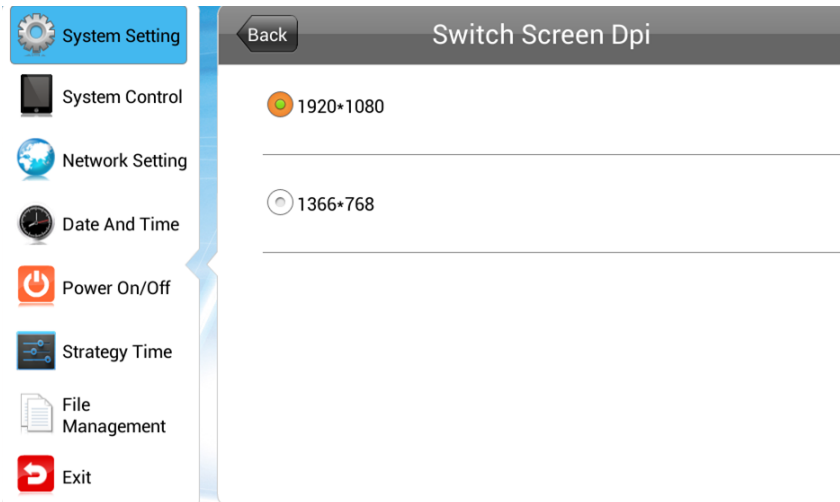 System Setting
Back
Switch Screen Dpi
System Control
1920*1080
Network Setting
1366*768
Date And Time
Power On/Off
Strategy Time
File
Management
Exit